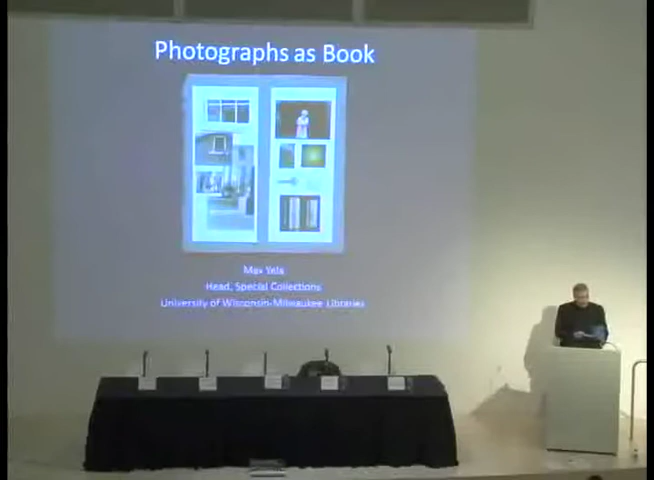 Photographs as Book
Max Yela
Head, Special Collections
University of Wisconsin-Milwaukee Libraries